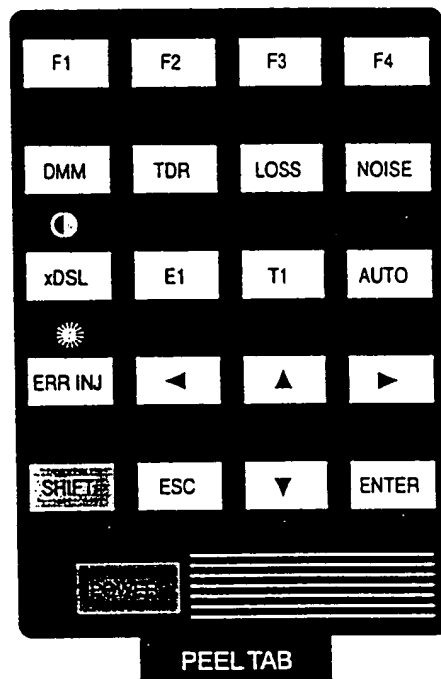 F1 F2 F3 F4
DMM TDR LOSS NOISE
xDSL E1 T1 AUTO
ERR INJ
SHIFT ESC ENTER
POWER
PEEL TAB